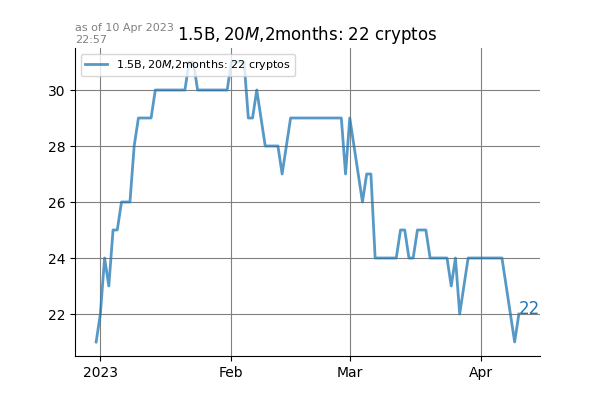 as of 10 Apr 2023
22:57
1.5B, 20M,2months: 22 cryptos
1.5B, 20M,2months: 22 cryptos
30
28
26
24
22
22
2023
Feb
Mar
Apr